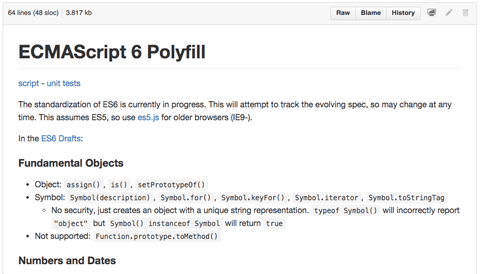 64 lines (48 sloc) 3.817 kb Raw Blame History
ECMAScript 6 Polyfill
script - unit tests
The standardization of ES6 is currently in progress. This will attempt to track the evolving spec, so may change at any
time. This assumes ES5, so use es5.js for older browsers (IE9-).
In the ES6 Drafts:
Fundamental Objects
• Object: assign(), is(), setPrototypeOf()
• Symbol: Symbol(description), Symbol.for(), Symbol.keyFor(), Symbol.iterator, Symbol.toStringTag
○ No security, just creates an object with a unique string representation. typeof Symbol() will incorrectly report
"object" but Symbol() instanceof Symbol will return true
• Not supported: Function.prototype.toMethod()
Numbers and Dates